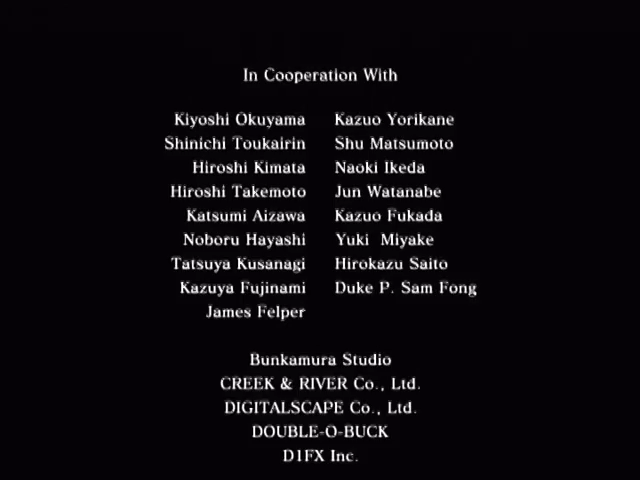 In Cooperation With
Kiyoshi Okuyama Kazuo Yorikane
Shinichi Toukairin Shu Matsumoto
Hiroshi Kimata Naoki Ikeda
Hiroshi Takemoto Jun Watanabe
Katsumi Aizawa Kazuo Fukada
Noboru Hayashi Yuki Miyake
Tatsuya Kusanagi Hirokazu Saito
Kazuya Fujinami Duke P. Sam Fong
James Felper
Bunkamura Studio
CREEK & RIVER Co., Ltd.
DIGITALSCAPE Co., Ltd.
DOUBLE-O-BUCK
D1FX Inc.